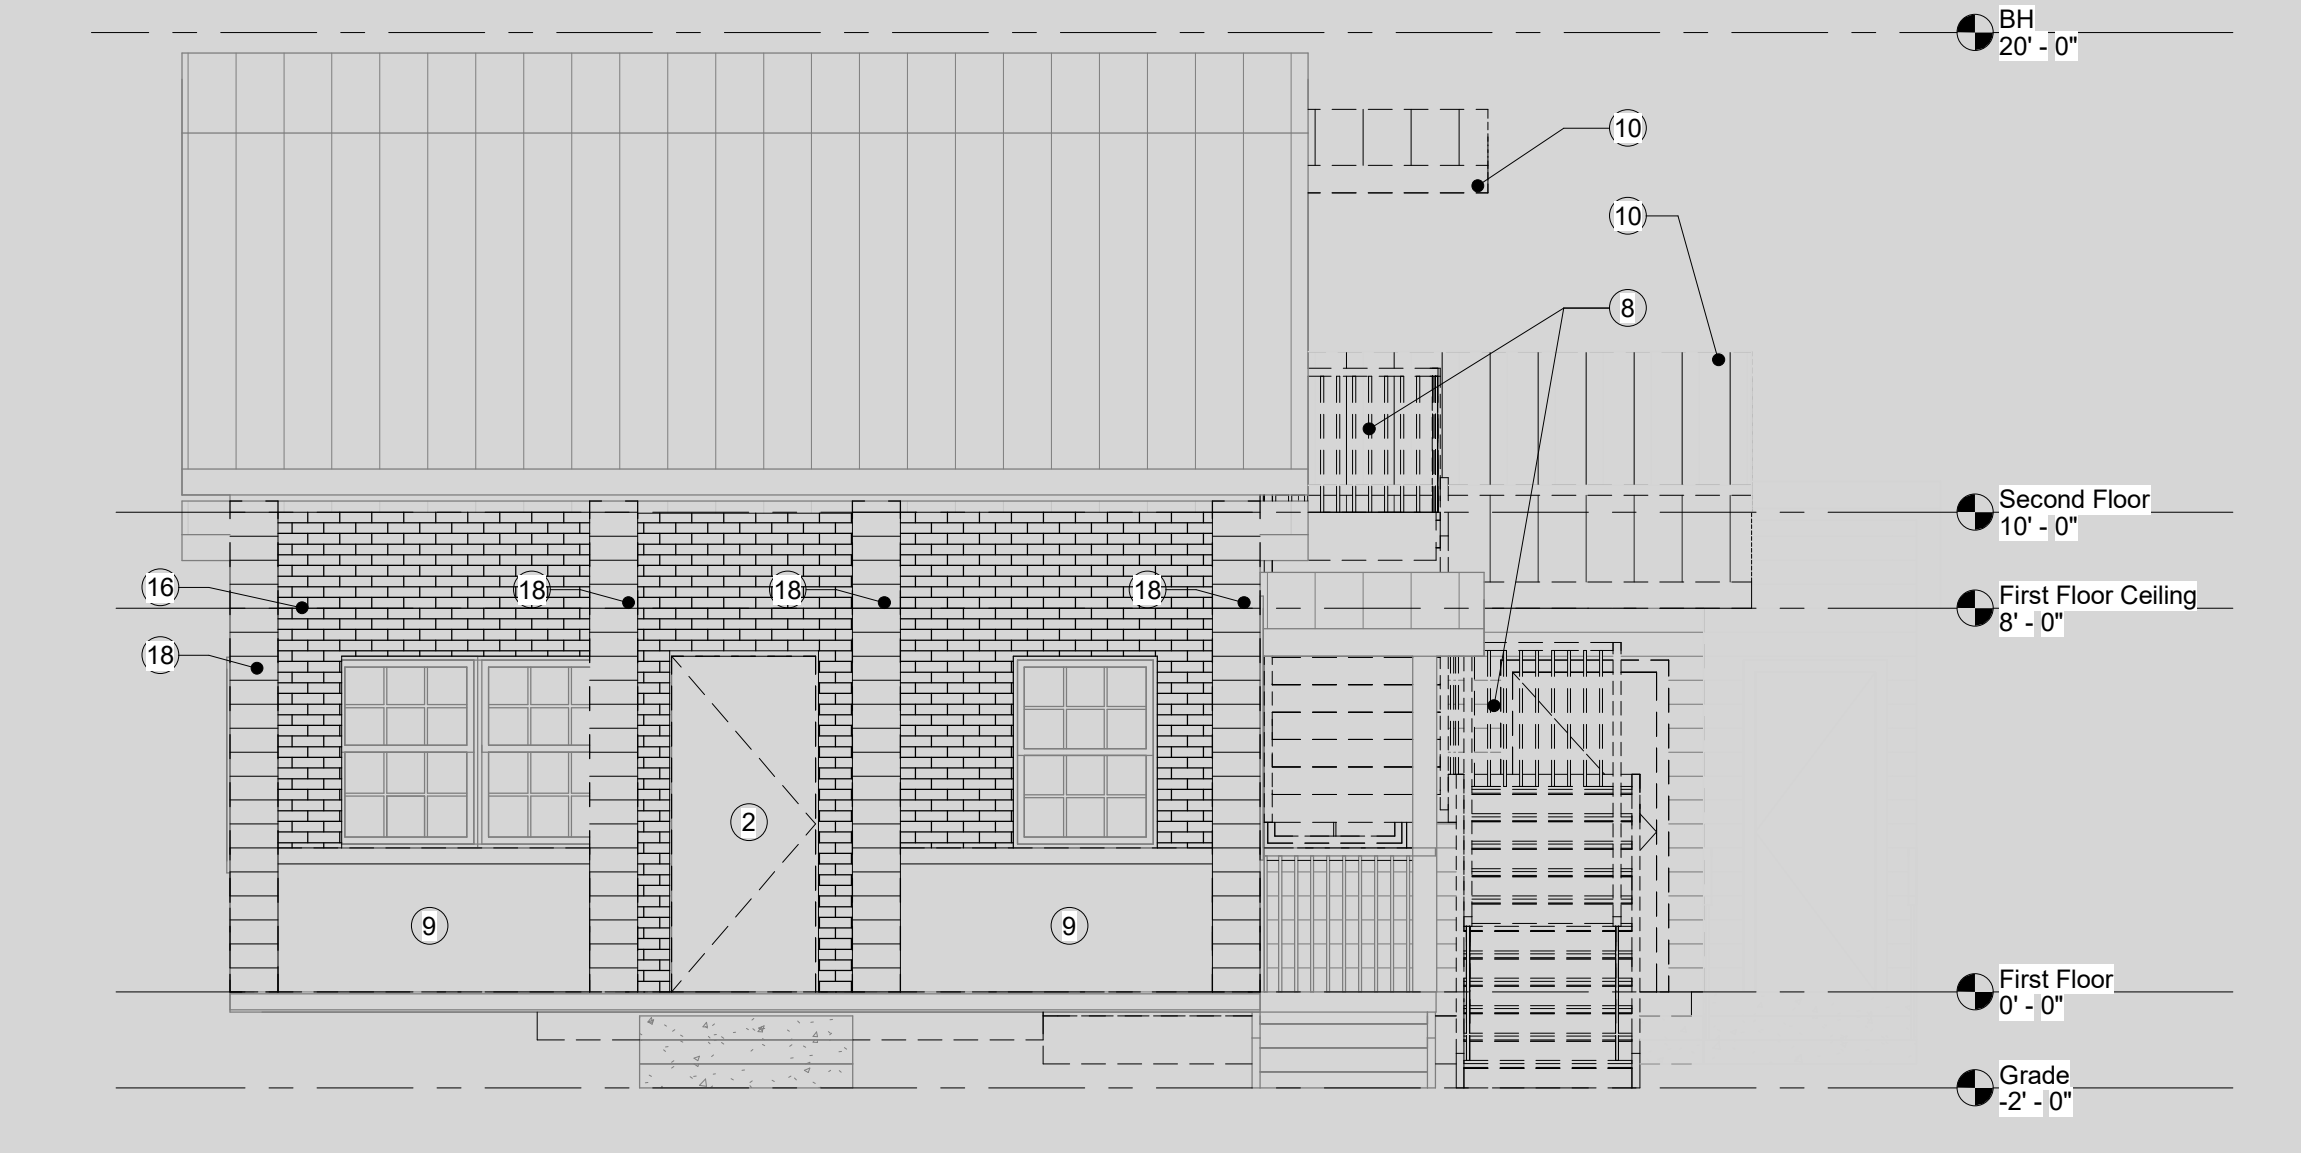 BH
20' - 0"
10
10
8
Second Floor
10' - 0"
16
18
18
18
First Floor Ceiling
8' - 0"
18
2
9
9
First Floor
0' - 0"
Grade
-2' - 0"